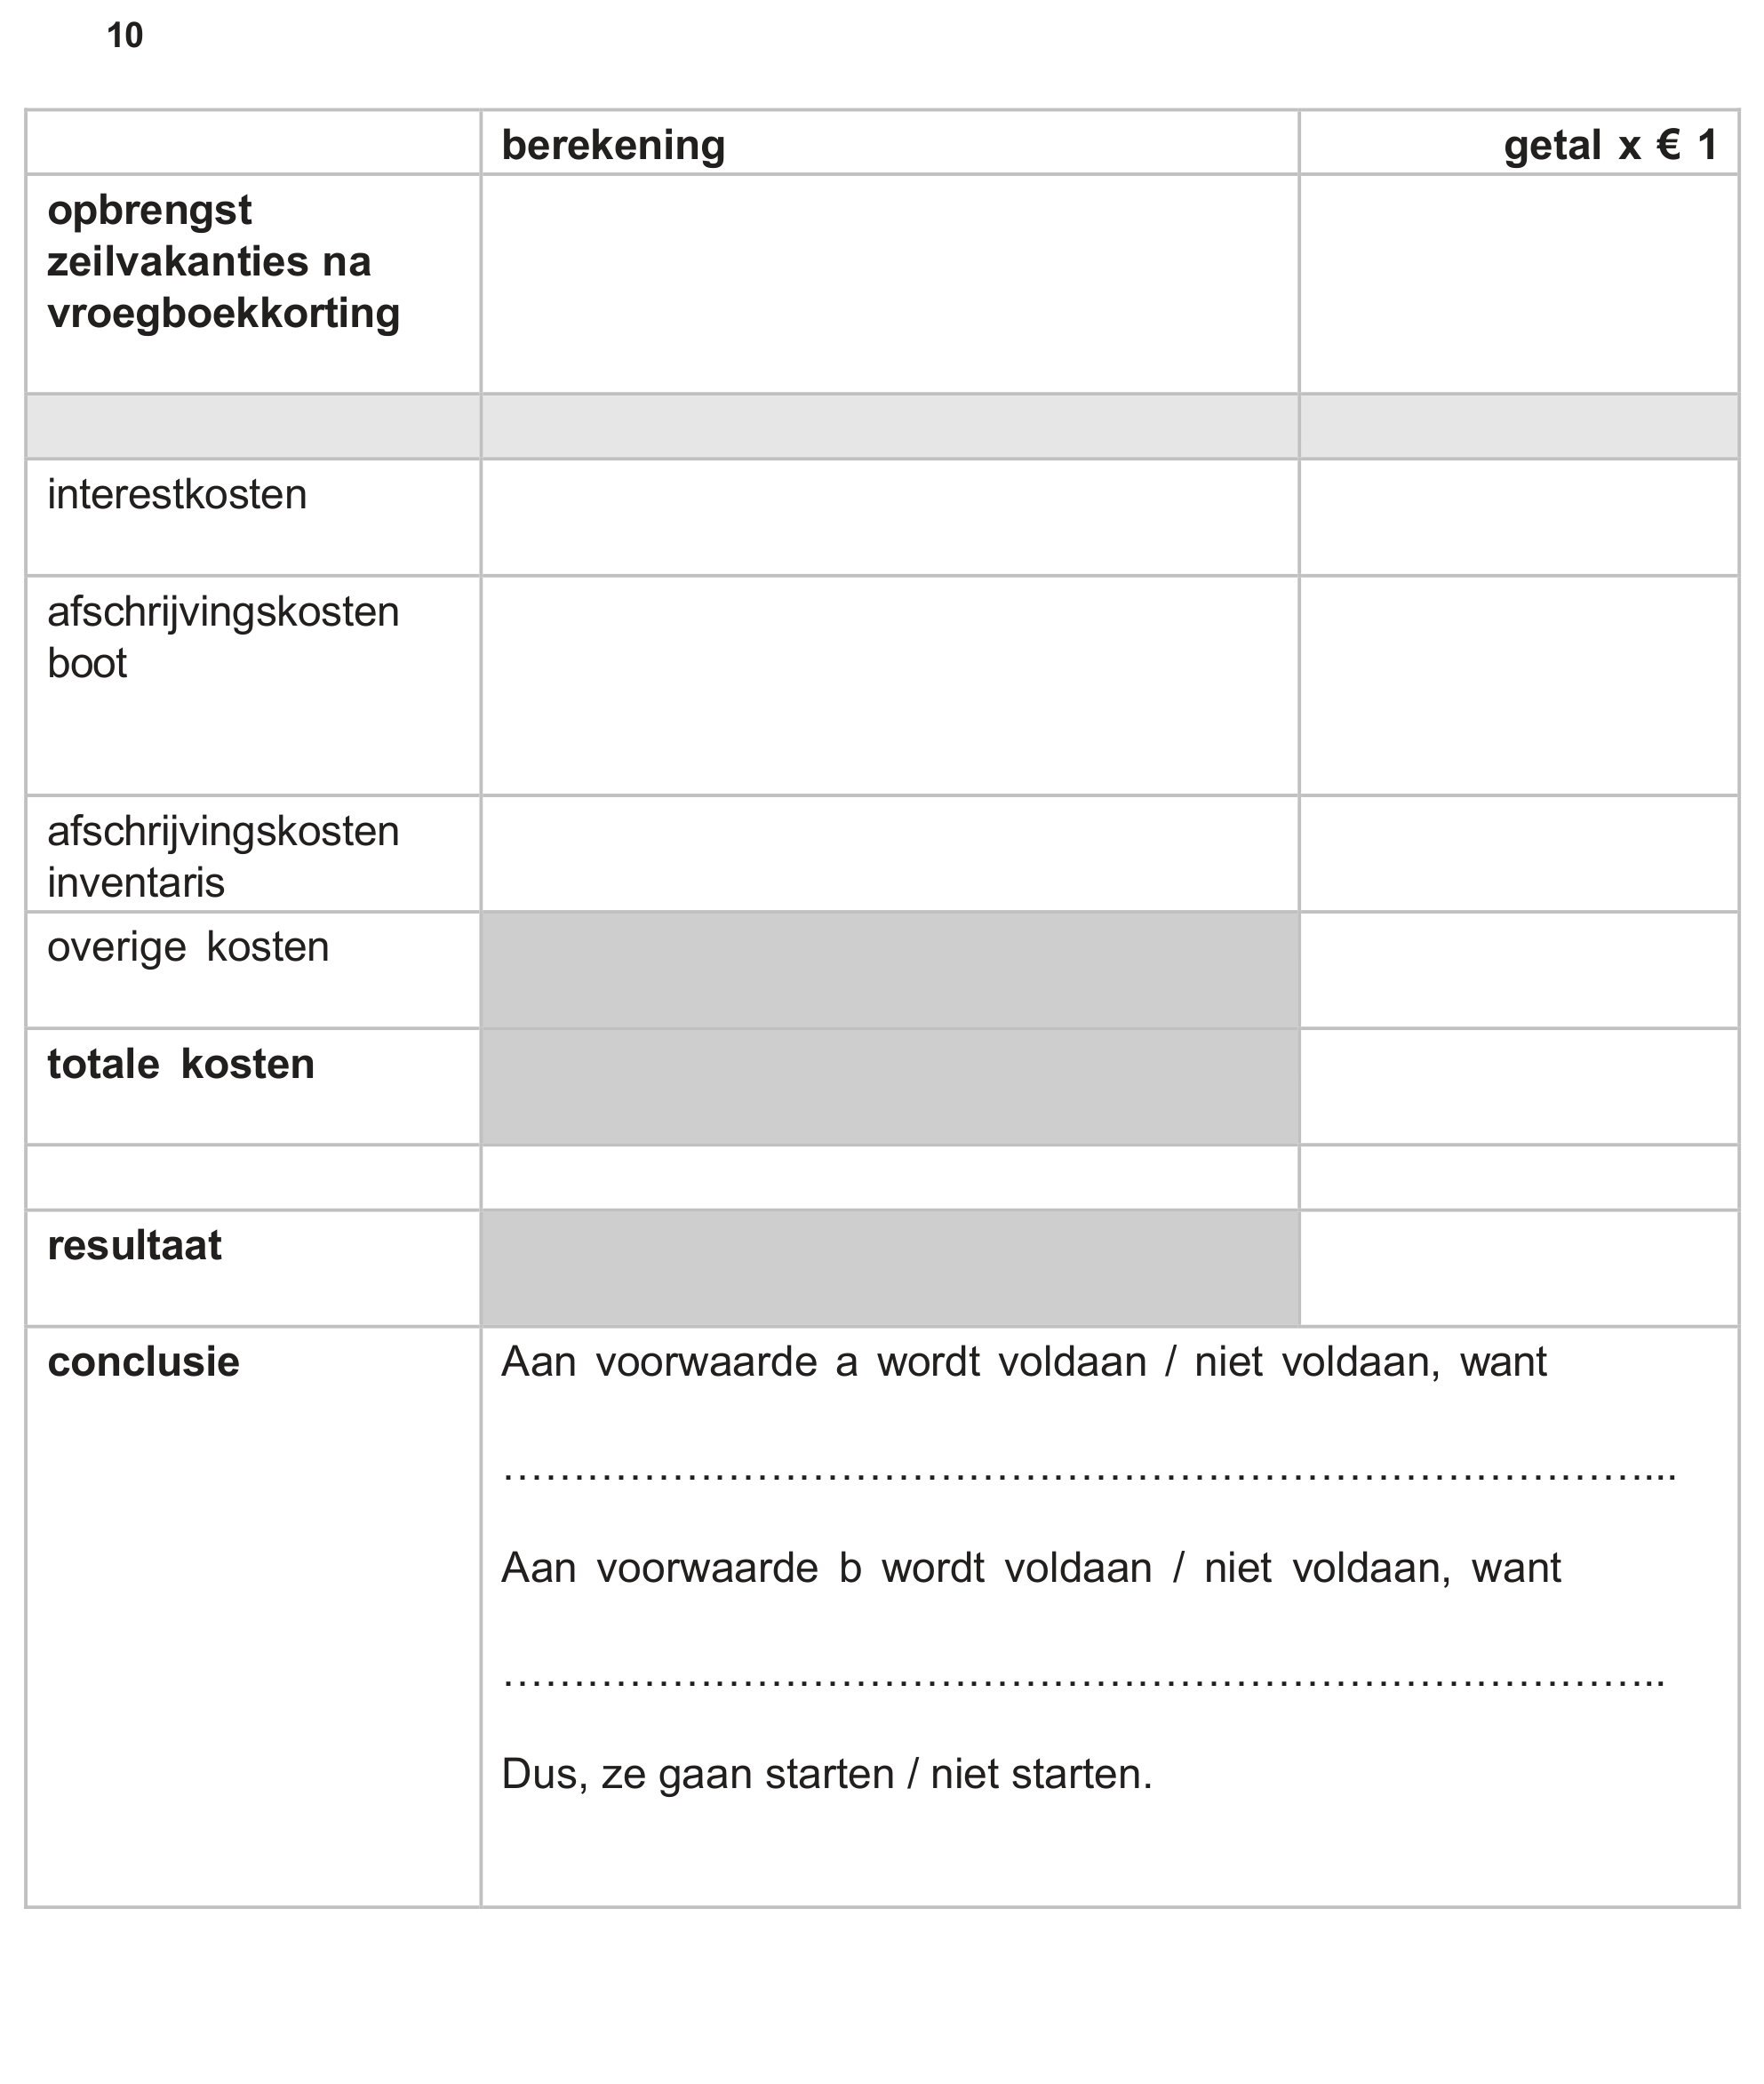 10
berekening
getal x € 1
opbrengst
zeilvakanties na
vroegboekkorting
interestkosten
afschrijvingskosten
boot
afschrijvingskosten
inventaris
overige kosten
totale kosten
resultaat
conclusie
Aan voorwaarde a wordt voldaan / niet voldaan, want
………………………………………………………………………………....
Aan voorwaarde b wordt voldaan / niet voldaan, want
………………………………………………………………………………..
Dus, ze gaan starten / niet starten.